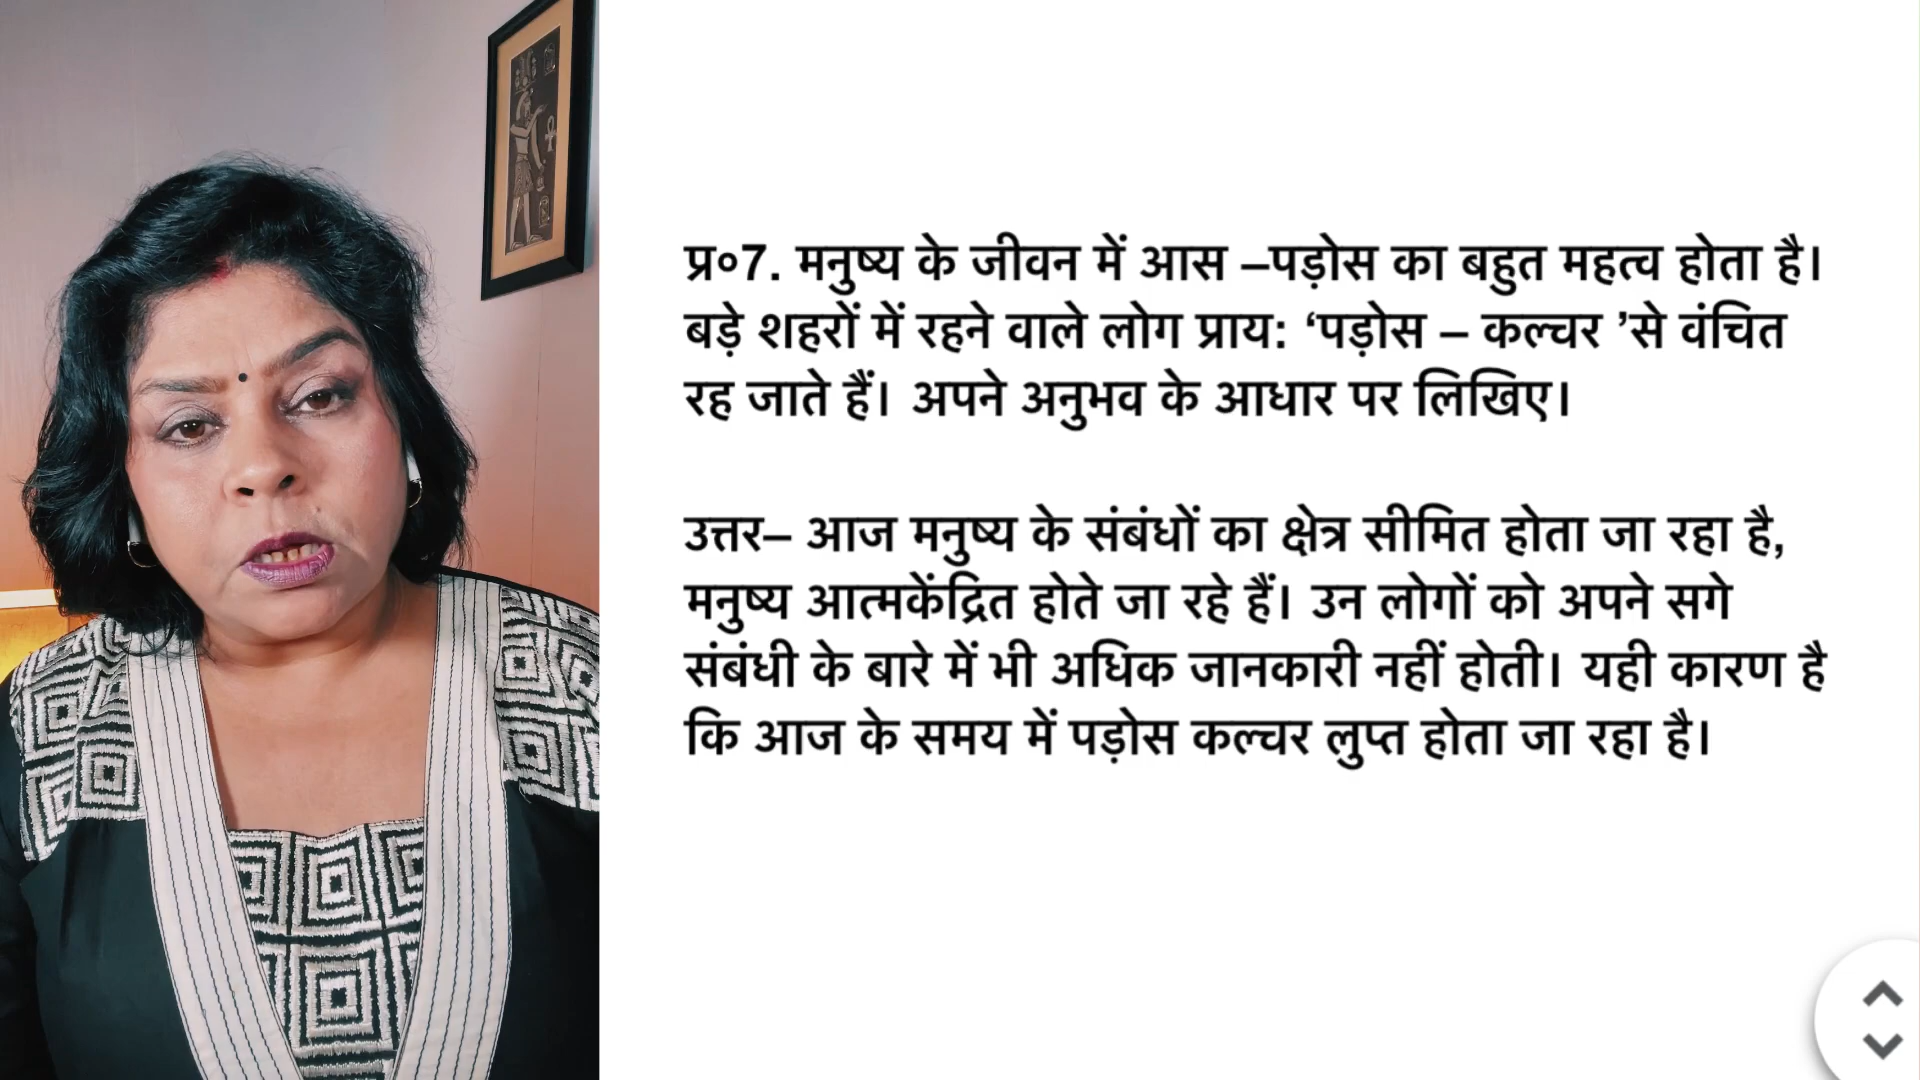 प्र०7. मनुष्य के जीवन में आस –पड़ोस का बहुत महत्व होता है।
बड़े शहरों में रहने वाले लोग प्राय: ‘पड़ोस – कल्चर ’से वंचित
रह जाते हैं। अपने अनुभव के आधार पर लिखिए।
उत्तर– आज मनुष्य के संबंधों का क्षेत्र सीमित होता जा रहा है,
मनुष्य आत्मकेंद्रित होते जा रहे हैं। उन लोगों को अपने सगे
संबंधी के बारे में भी अधिक जानकारी नहीं होती। यही कारण है
कि आज के समय में पड़ोस कल्चर लुप्त होता जा रहा है।